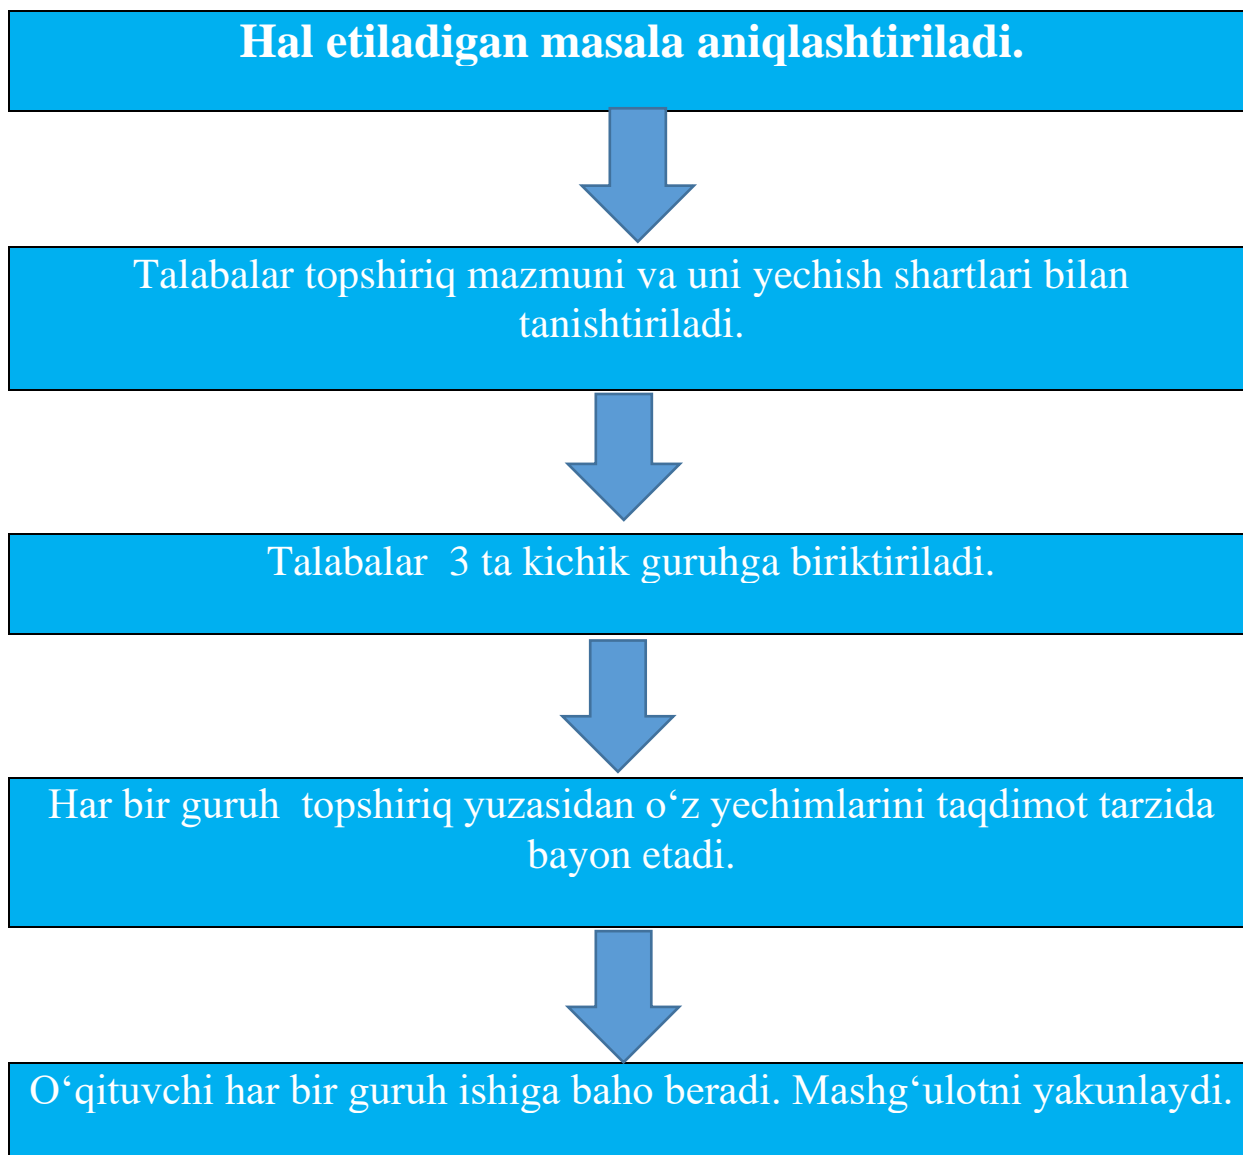 Hal etiladigan masala aniqlashtiriladi.
Talabalar topshiriq mazmuni va uni yechish shartlari bilan
tanishtiriladi.
Talabalar  3 ta kichik guruhga biriktiriladi.
Har bir guruh  topshiriq yuzasidan o‘z yechimlarini taqdimot tarzida
bayon etadi.
O‘qituvchi har bir guruh ishiga baho beradi. Mashg‘ulotni yakunlaydi.